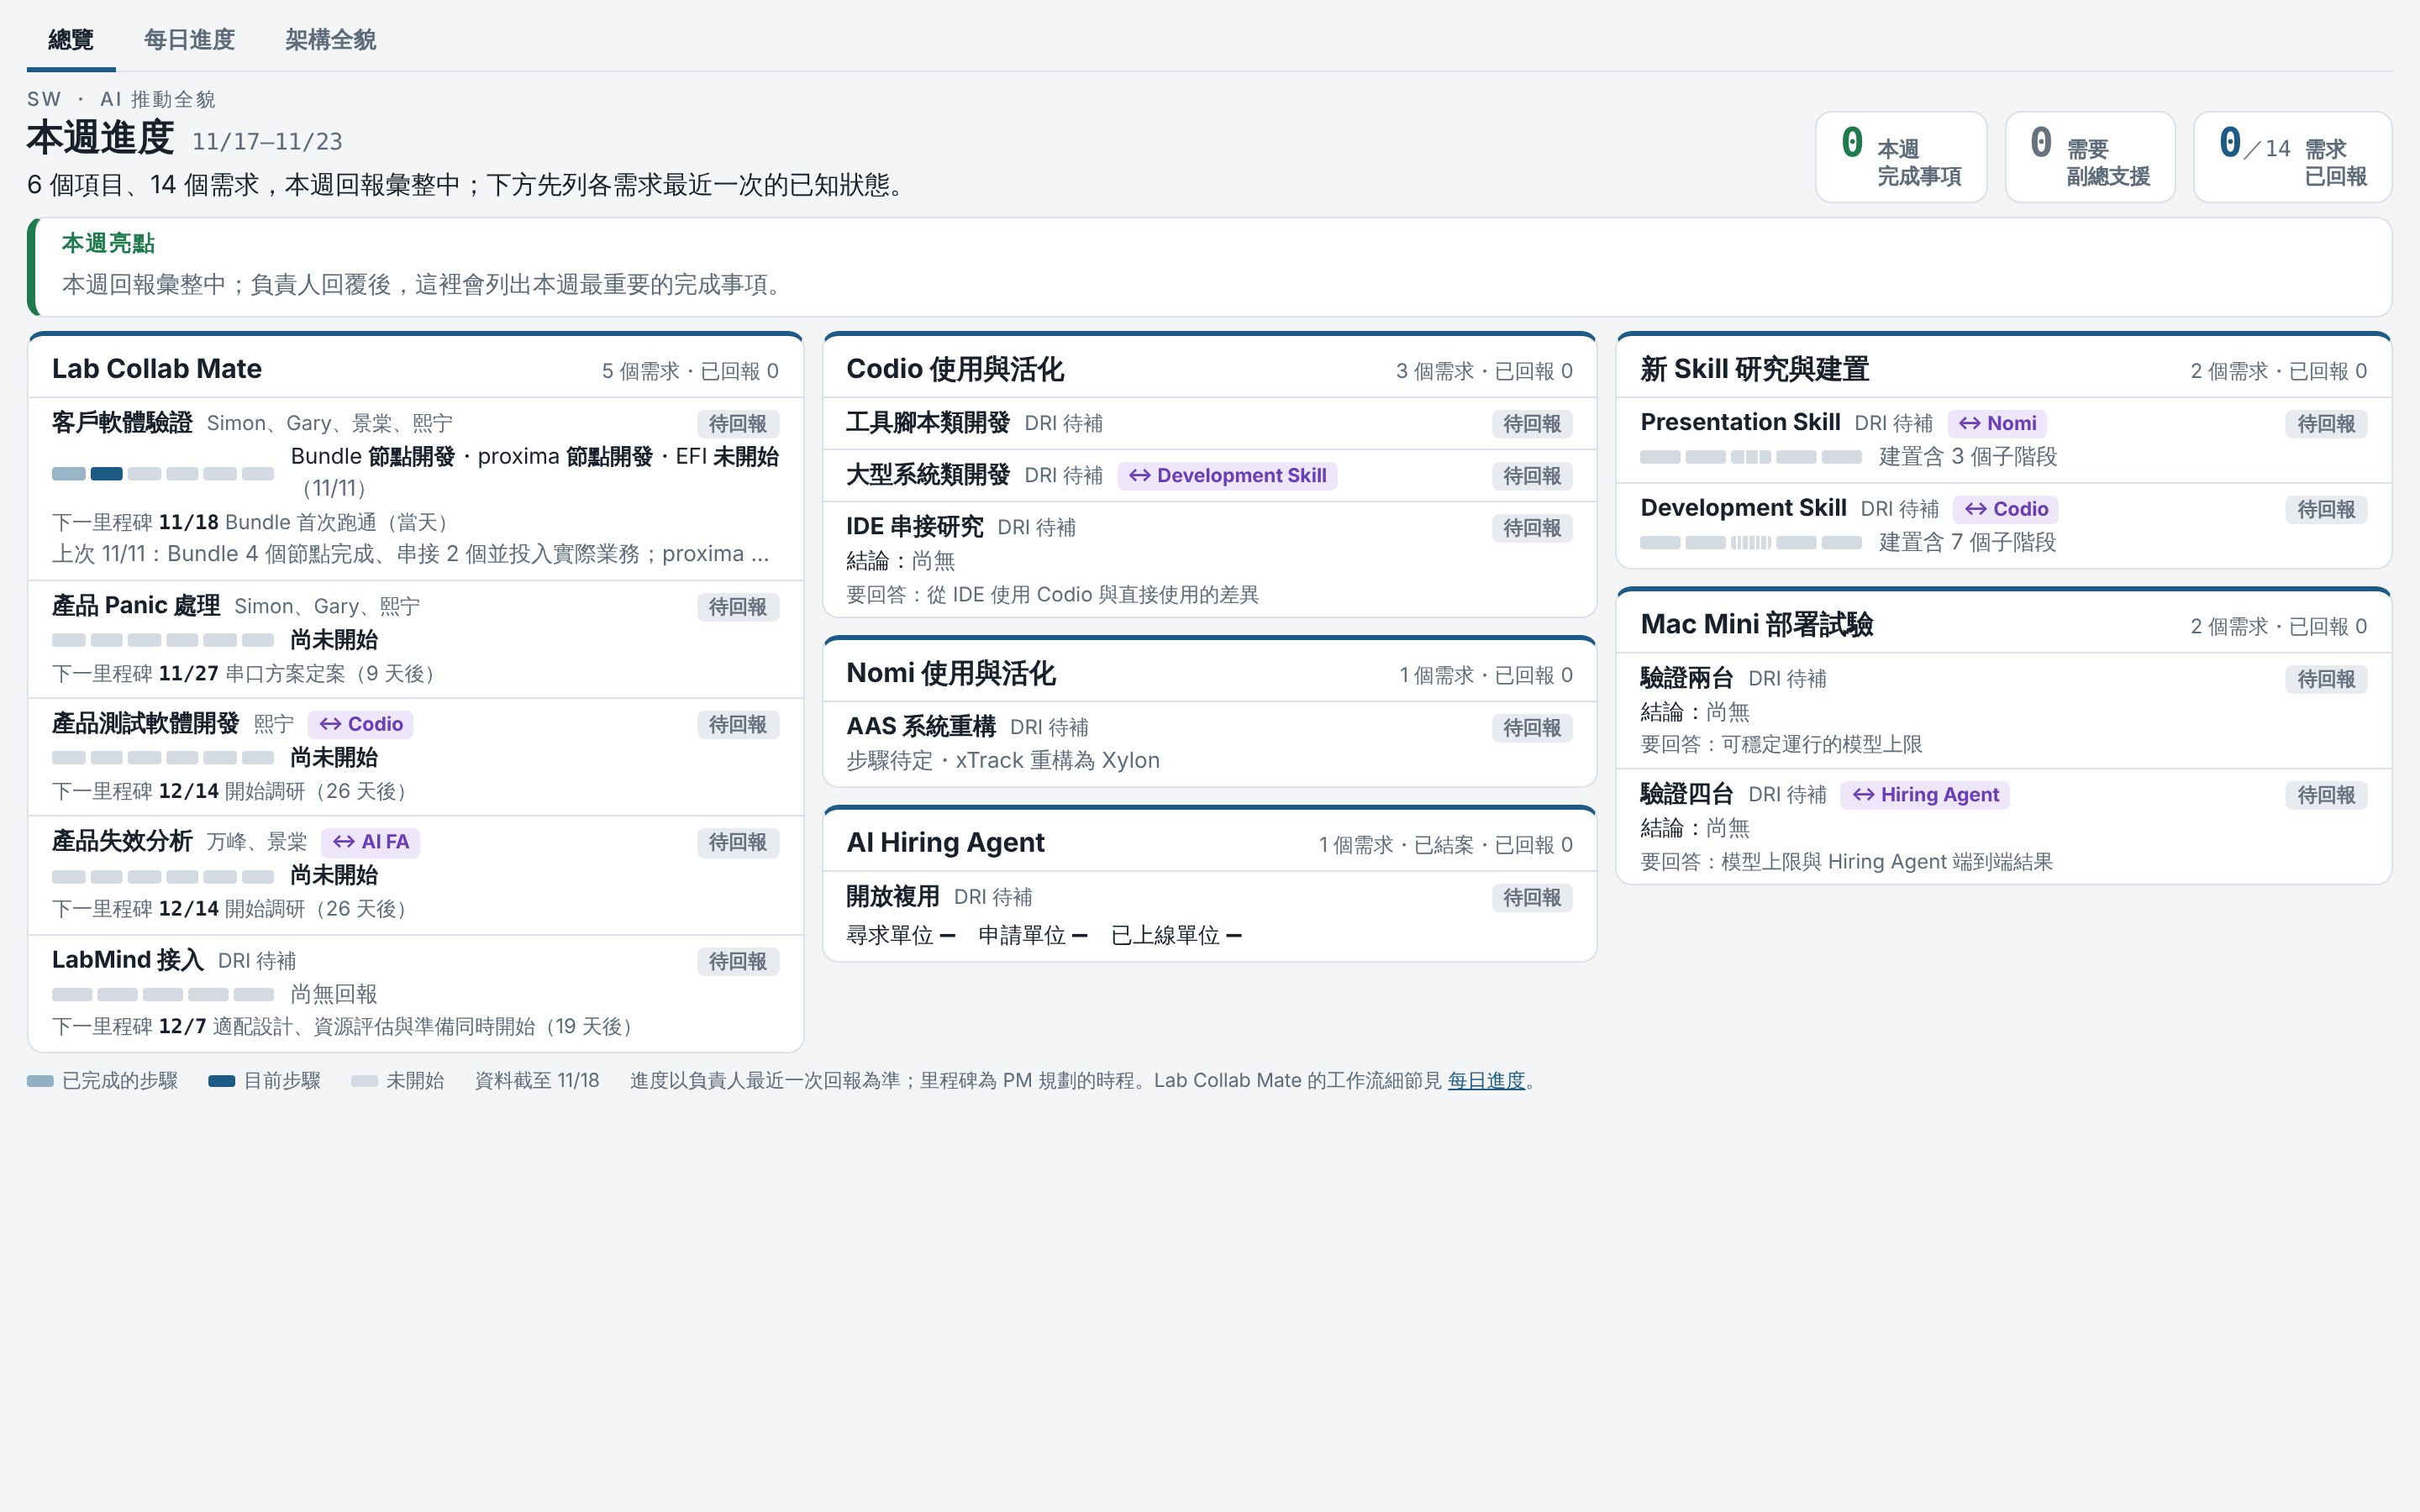 總覽 每日進度 架構全貌
SW · AI 推動全貌
本週進度 11/17–11/23
6 個項目、14 個需求，本週回報彙整中；下方先列各需求最近一次的已知狀態。
0 本週完成事項
0 需要副總支援
0／14 需求已回報
本週亮點
本週回報彙整中；負責人回覆後，這裡會列出本週最重要的完成事項。
Lab Collab Mate 5 個需求・已回報 0
客戶軟體驗證 Simon、Gary、景棠、熙宁 待回報
Bundle 節點開發・proxima 節點開發・EFI 未開始
（11/11）
下一里程碑 11/18 Bundle 首次跑通（當天）
上次 11/11：Bundle 4 個節點完成、串接 2 個並投入實際業務；proxima ...
產品 Panic 處理 Simon、Gary、熙宁 待回報
尚未開始
下一里程碑 11/27 串口方案定案（9 天後）
產品測試軟體開發 熙宁 ↔ Codio 待回報
尚未開始
下一里程碑 12/14 開始調研（26 天後）
產品失效分析 万峰、景棠 ↔ AI FA 待回報
尚未開始
下一里程碑 12/14 開始調研（26 天後）
LabMind 接入 DRI 待補 待回報
尚無回報
下一里程碑 12/7 適配設計、資源評估與準備同時開始（19 天後）
Codio 使用與活化 3 個需求・已回報 0
工具腳本類開發 DRI 待補 待回報
大型系統類開發 DRI 待補 ↔ Development Skill 待回報
IDE 串接研究 DRI 待補 待回報
結論：尚無
要回答：從 IDE 使用 Codio 與直接使用的差異
Nomi 使用與活化 1 個需求・已回報 0
AAS 系統重構 DRI 待補 待回報
步驟待定・xTrack 重構為 Xylon
AI Hiring Agent 1 個需求・已結案・已回報 0
開放複用 DRI 待補 待回報
尋求單位 – 申請單位 – 已上線單位 –
新 Skill 研究與建置 2 個需求・已回報 0
Presentation Skill DRI 待補 ↔ Nomi 待回報
建置含 3 個子階段
Development Skill DRI 待補 ↔ Codio 待回報
建置含 7 個子階段
Mac Mini 部署試驗 2 個需求・已回報 0
驗證兩台 DRI 待補 待回報
結論：尚無
要回答：可穩定運行的模型上限
驗證四台 DRI 待補 ↔ Hiring Agent 待回報
結論：尚無
要回答：模型上限與 Hiring Agent 端到端結果
已完成的步驟 目前步驟 未開始 資料截至 11/18 進度以負責人最近一次回報為準；里程碑為 PM 規劃的時程。Lab Collab Mate 的工作流細節見 每日進度。